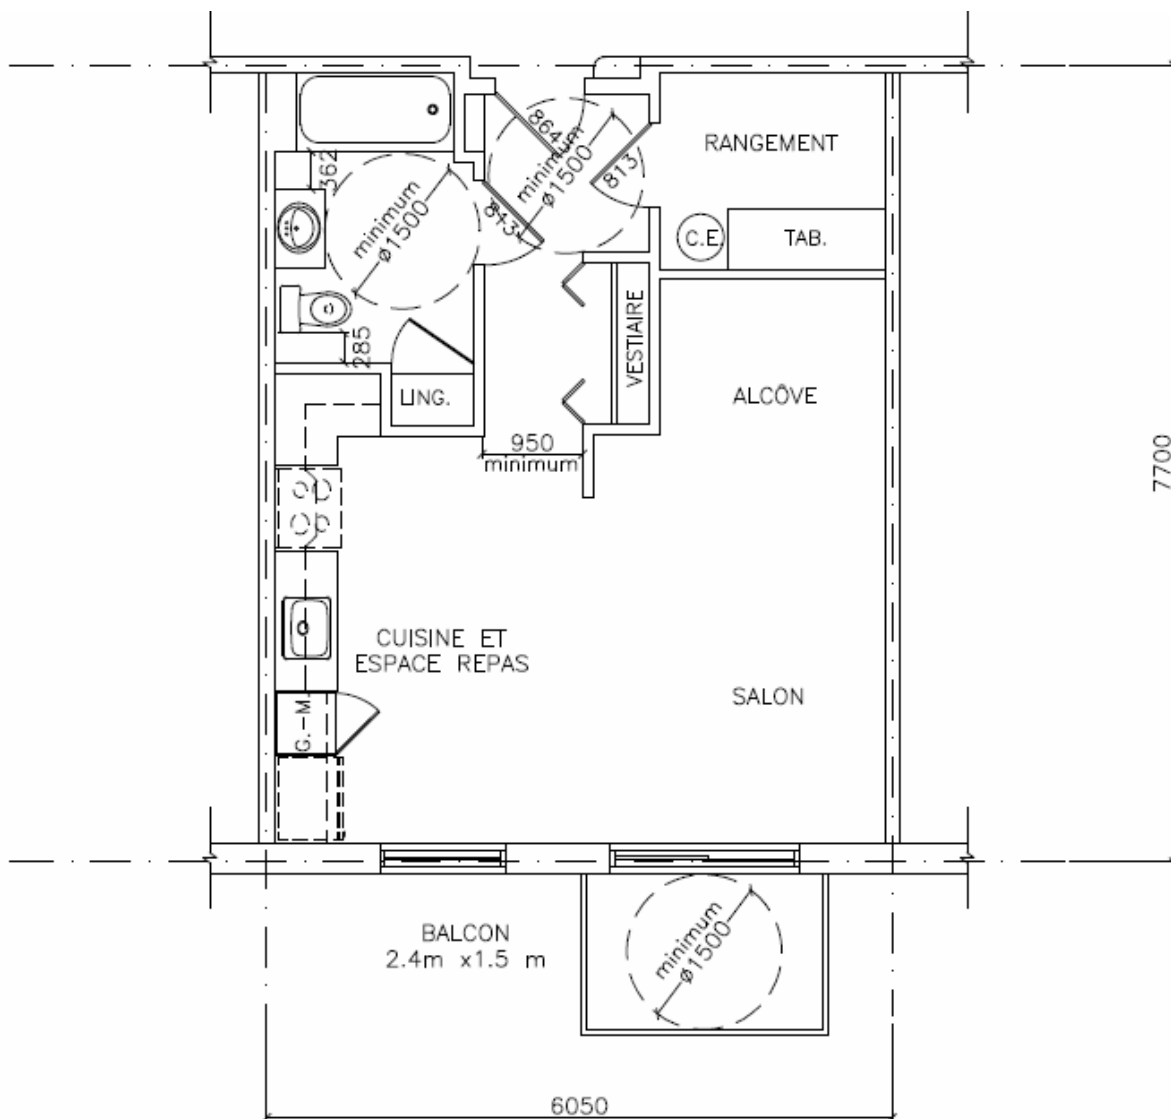 864
minimum
ø1500
813
RANGEMENT
362
minimum
ø1500
813
C.E.
TAB.
285
LING.
VESTIAIRE
ALCÔVE
950
minimum
7700
CUISINE ET
ESPACE REPAS
G.-M.
SALON
BALCON
2.4m x1.5 m
minimum
ø1500
6050